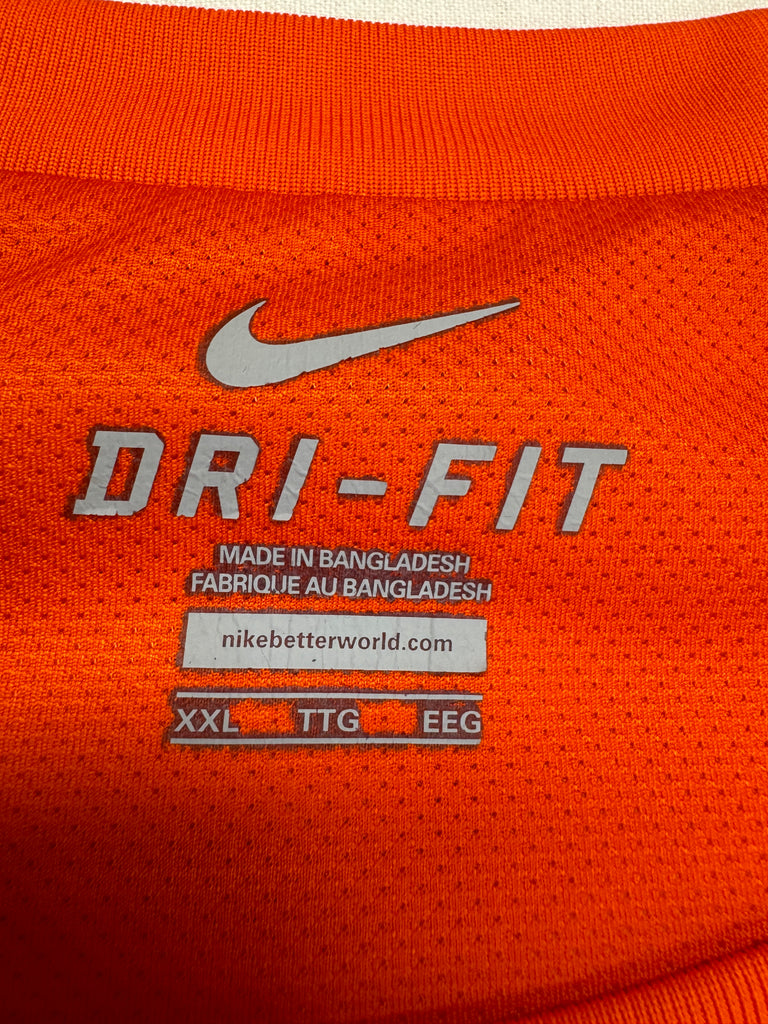 DRI-FIT
MADE IN BANGLADESH
FABRIQUE AU BANGLADESH
nikebetterworld.com
XXL TTG EEG